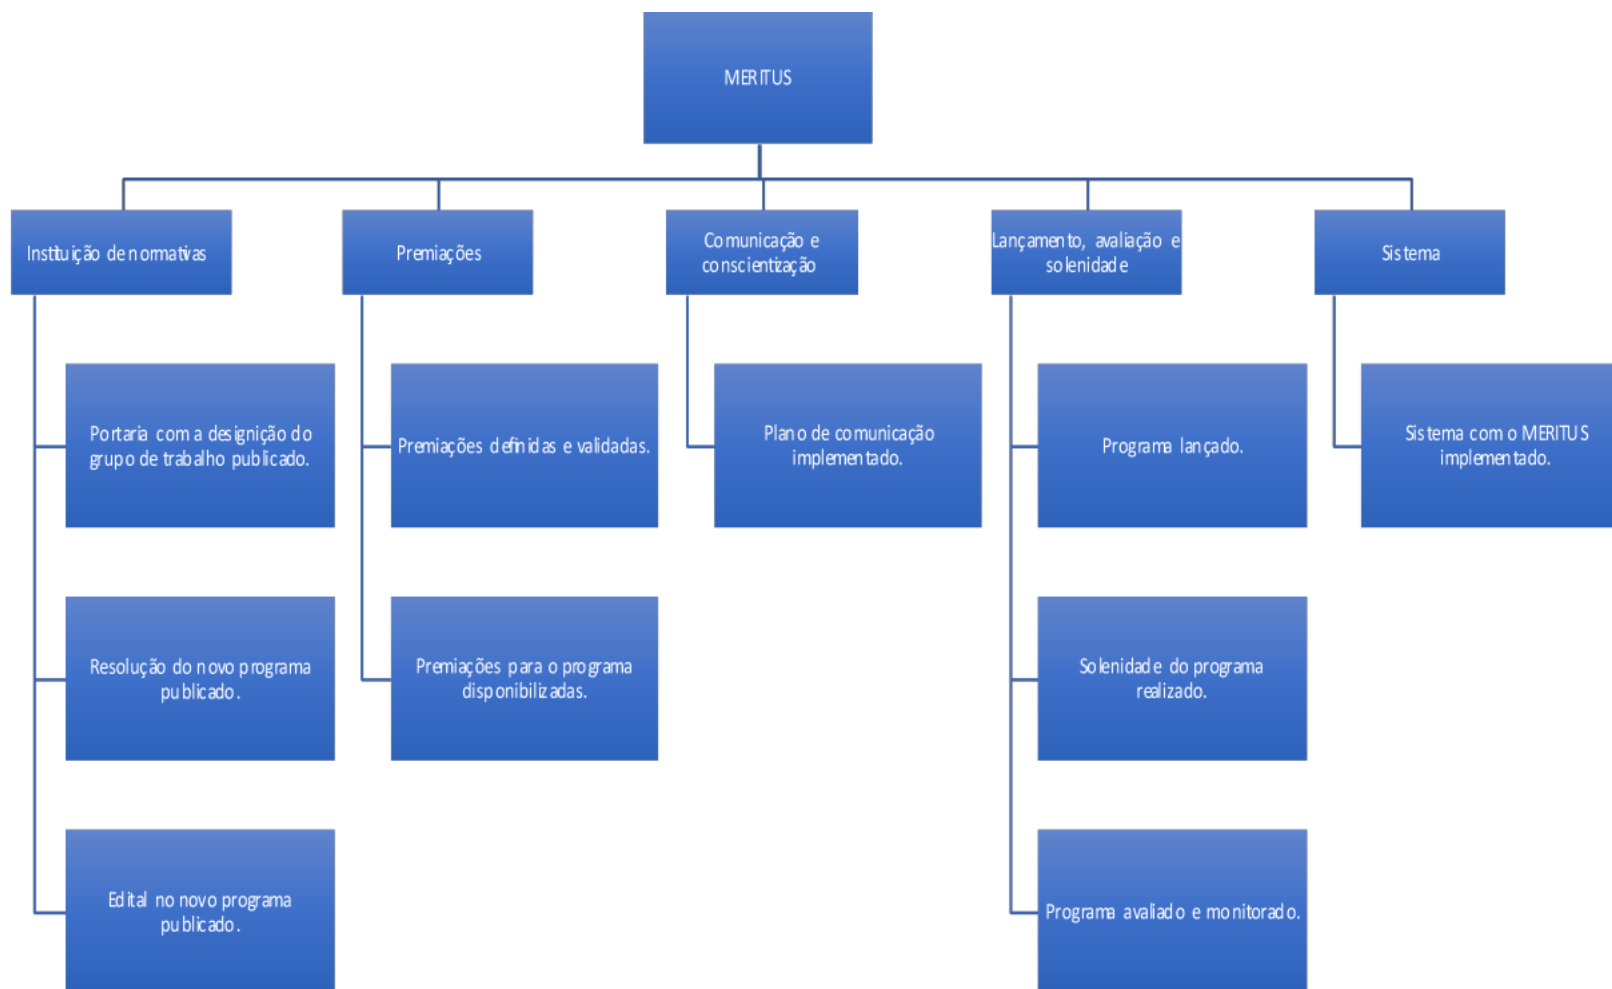 MERITUS
Instituição de normativas
Premiações
Comunicação e
conscientização
Lançamento, avaliação e
solenidade
Sistema
Portaria com a designição do
grupo de trabalho publicado.
Premiações definidas e validadas.
Plano de comunicação
implementado.
Programa lançado.
Sistema com o MERITUS
implementado.
Resolução do novo programa
publicado.
Premiações para o programa
disponibilizadas.
Solenidade do programa
realizado.
Edital no novo programa
publicado.
Programa avaliado e monitorado.